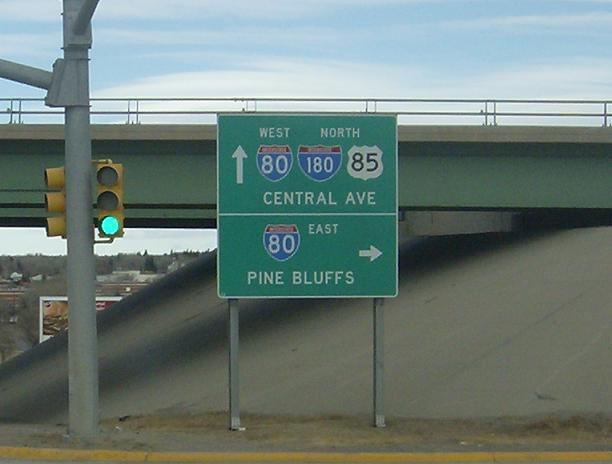 WEST NORTH
80 180 85
CENTRAL AVE
80 EAST
PINE BLUFFS